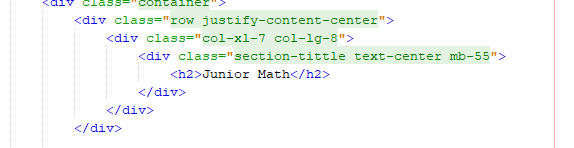 <div class="container">
<div class="row justify-content-center">
<div class="col-xl-7 col-lg-8">
<div class="section-tittle text-center mb-55">
<h2>Junior Math</h2>
</div>
</div>
</div>